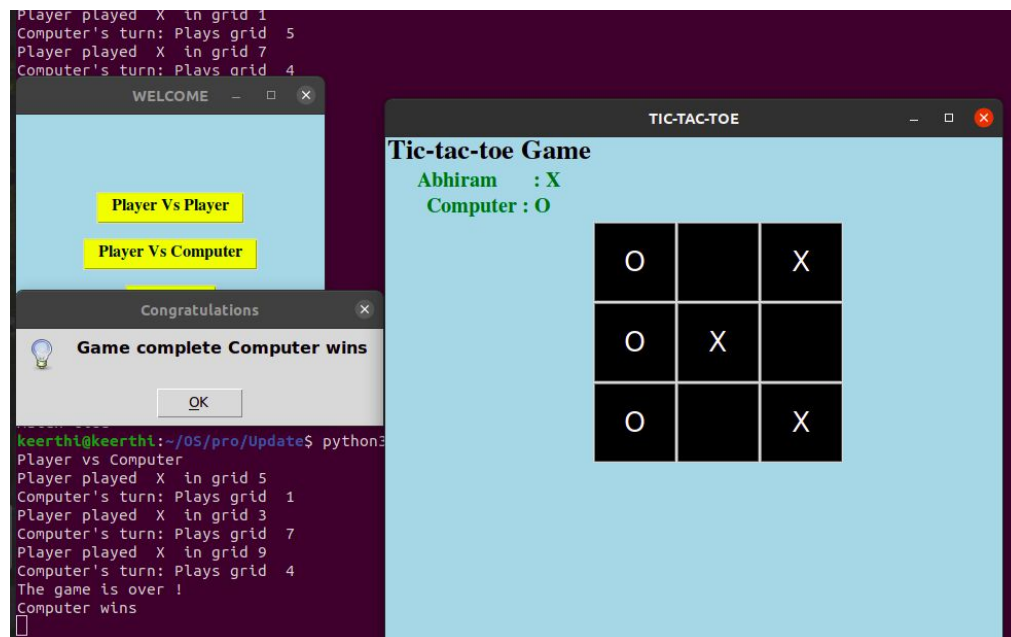 Player played  X  in grid 1
Computer's turn: Plays grid  5
Player played  X  in grid 7
Computer's turn: Plays grid  4
WELCOME
Player Vs Player
Player Vs Computer
Congratulations
Game complete Computer wins
OK
keerthi@keerthi:~/OS/pro/Update$ python3
Player vs Computer
Player played  X  in grid 5
Computer's turn: Plays grid  1
Player played  X  in grid 3
Computer's turn: Plays grid  7
Player played  X  in grid 9
Computer's turn: Plays grid  4
The game is over !
Computer wins
TIC-TAC-TOE
Tic-tac-toe Game
Abhiram : X
Computer : O
O X
O X
O X